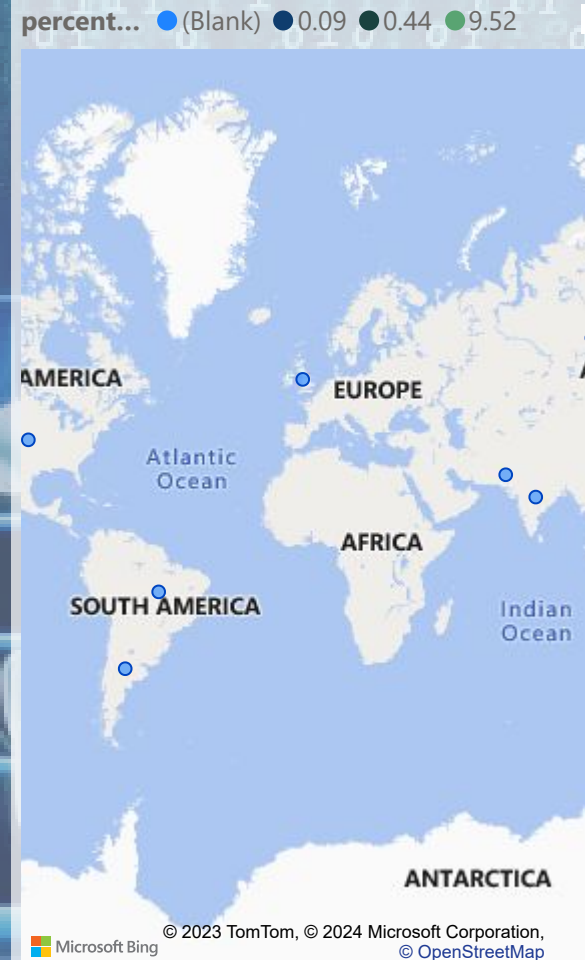 percent... (Blank) 0.09 0.44 9.52
AMERICA
EUROPE
Atlantic
Ocean
AFRICA
SOUTH AMERICA
Indian
Ocean
ANTARCTICA
© 2023 TomTom, © 2024 Microsoft Corporation,
Microsoft Bing
© OpenStreetMap